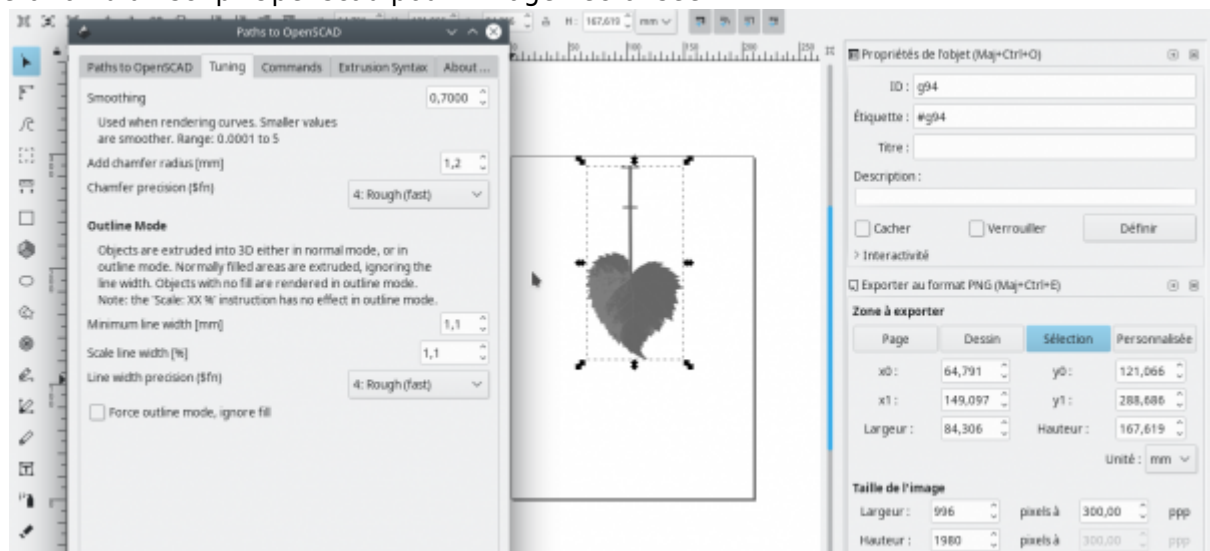 H: 167,619 mm
Paths to OpenSCAD
Paths to OpenSCAD Tuning Commands Extrusion Syntax About ...
Smoothing 0,7000
Used when rendering curves. Smaller values
are smoother. Range: 0.0001 to 5
Add chamfer radius [mm] 1,2
Chamfer precision ($fn) 4: Rough (fast)
Outline Mode
Objects are extruded into 3D either in normal mode, or in
outline mode. Normally filled areas are extruded, ignoring the
line width. Objects with no fill are rendered in outline mode.
Note: the 'Scale: XX %' instruction has no effect in outline mode.
Minimum line width [mm] 1,1
Scale line width [%] 1,1
Line width precision ($fn) 4: Rough (fast)
Force outline mode, ignore fill
50 100 150 200 250
Propriétés de l'objet (Maj+Ctrl+O)
ID : g94
Étiquette : #g94
Titre :
Description :
Cacher Verrouiller Définir
> Interactivité
Exporter au format PNG (Maj+Ctrl+E)
Zone à exporter
Page Dessin Sélection Personnalisée
x0 : 64,791 y0 : 121,066
x1 : 149,097 y1 : 288,686
Largeur : 84,306 Hauteur : 167,619
Unité : mm
Taille de l'image
Largeur : 996 pixels à 300,00 ppp
Hauteur : 1980 pixels à 300,00 ppp